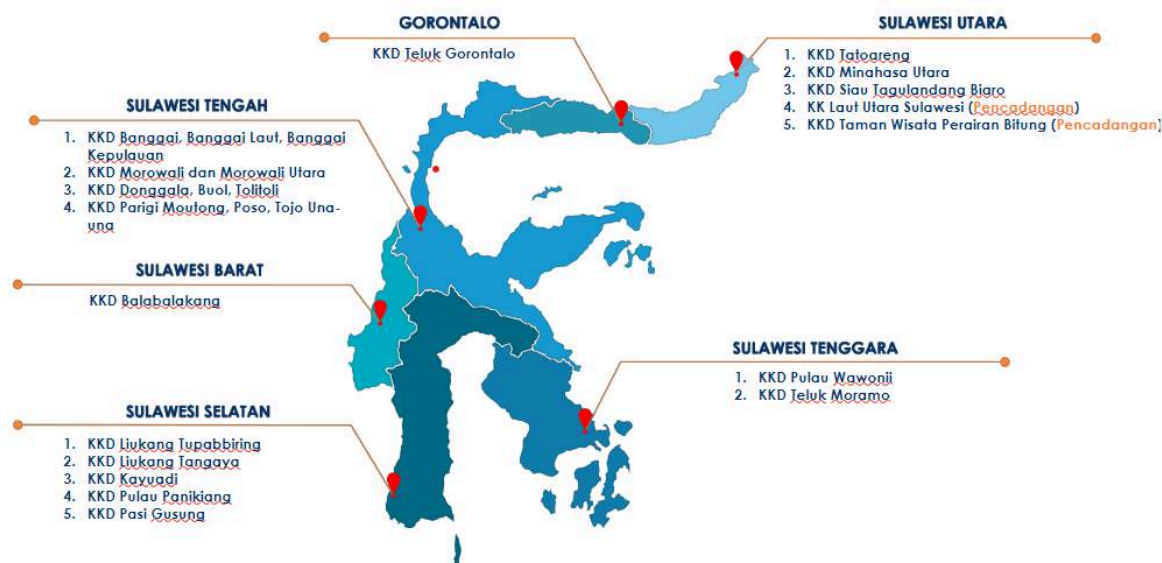 GORONTALO
KKD Teluk Gorontalo
SULAWESI UTARA
1. KKD Tatoareng
2. KKD Minahasa Utara
3. KKD Siau Tagulandang Biaro
4. KK Laut Utara Sulawesi (Pencadangan)
5. KKD Taman Wisata Perairan Bitung (Pencadangan)
SULAWESI TENGAH
1. KKD Banggai, Banggai Laut, Banggai
Kepulauan
2. KKD Morowali dan Morowali Utara
3. KKD Donggala, Buol, Tolitoli
4. KKD Parigi Moutong, Poso, Tojo Una-
una
SULAWESI BARAT
KKD Balabalakang
SULAWESI TENGGARA
1. KKD Pulau Wawonii
2. KKD Teluk Moramo
SULAWESI SELATAN
1. KKD Liukang Tupabbiring
2. KKD Liukang Tangaya
3. KKD Kayuadi
4. KKD Pulau Panikiang
5. KKD Pasi Gusung